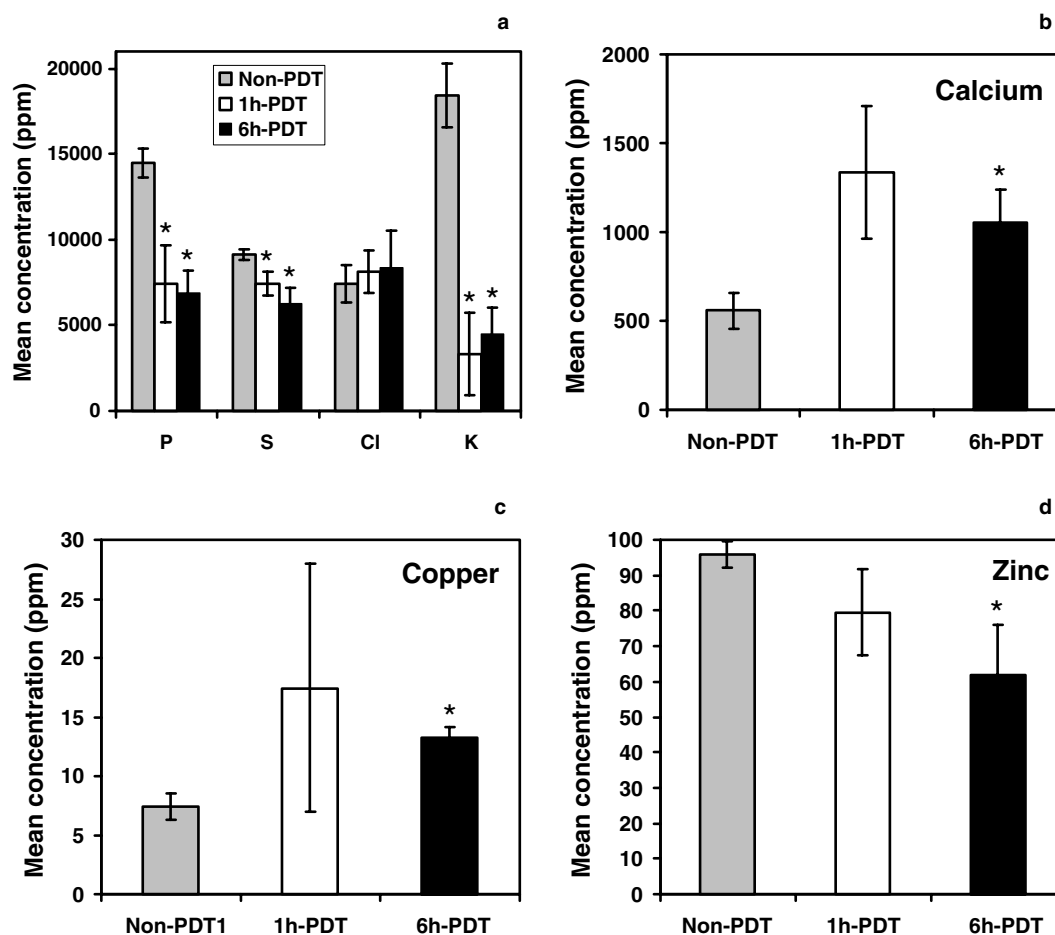 a
Mean concentration (ppm)
20000
15000
10000
5000
0
Non-PDT
1h-PDT
6h-PDT
*
*
*
*
*
*
P S Cl K
b
Calcium
Mean concentration (ppm)
2000
1500
1000
500
0
*
Non-PDT 1h-PDT 6h-PDT
c
Copper
Mean concentration (ppm)
30
25
20
15
10
5
0
*
Non-PDT1 1h-PDT 6h-PDT
d
Zinc
Mean concentration (ppm)
100
90
80
70
60
50
40
30
20
10
0
*
Non-PDT 1h-PDT 6h-PDT